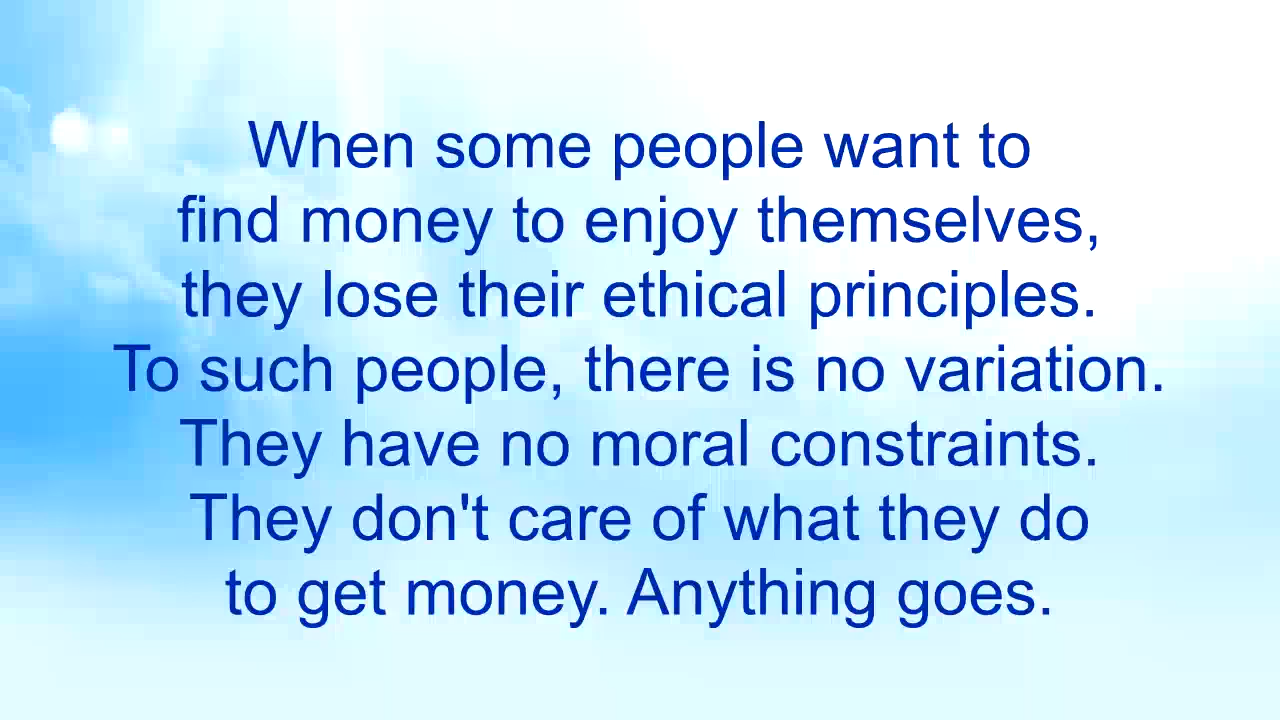 When some people want to
find money to enjoy themselves,
they lose their ethical principles.
To such people, there is no variation.
They have no moral constraints.
They don't care of what they do
to get money. Anything goes.